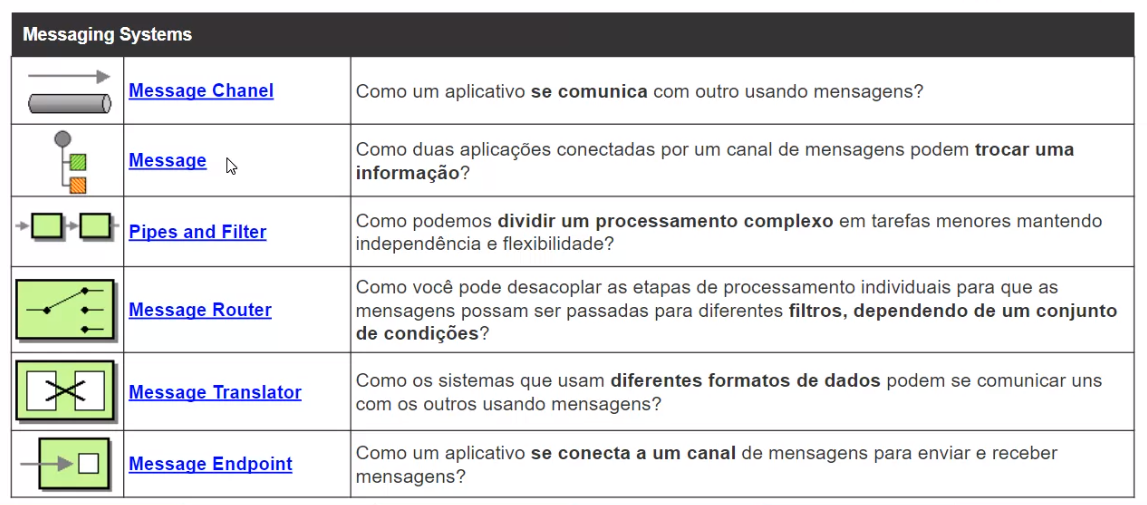 Messaging Systems
Message Chanel
Como um aplicativo se comunica com outro usando mensagens?
Message
Como duas aplicações conectadas por um canal de mensagens podem trocar uma
informação?
Pipes and Filter
Como podemos dividir um processamento complexo em tarefas menores mantendo
independência e flexibilidade?
Message Router
Como você pode desacoplar as etapas de processamento individuais para que as
mensagens possam ser passadas para diferentes filtros, dependendo de um conjunto
de condições?
Message Translator
Como os sistemas que usam diferentes formatos de dados podem se comunicar uns
com os outros usando mensagens?
Message Endpoint
Como um aplicativo se conecta a um canal de mensagens para enviar e receber
mensagens?